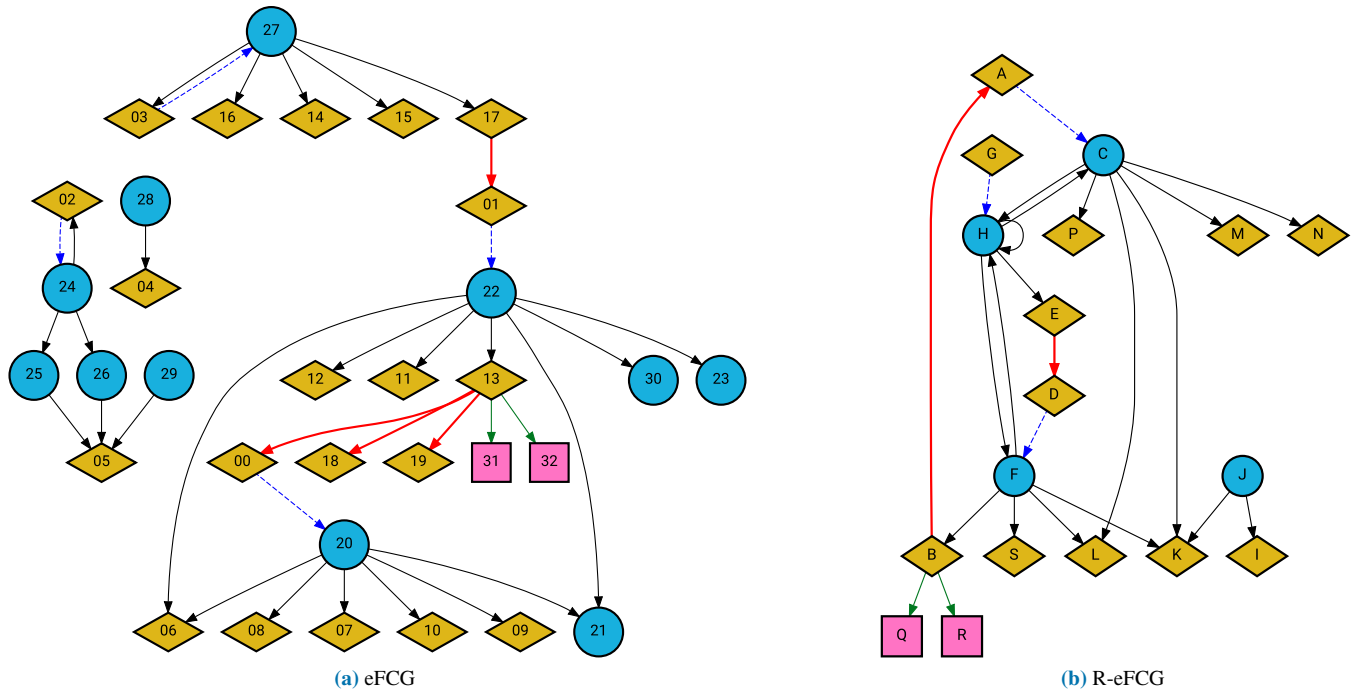 27
03 16 14 15 17
02 28
01
24 04
22
25 26 29
12 11 13 30 23
05 00 18 19 31 32
20
06 08 07 10 09 21
(a) eFCG
A
G C
H P M N
E
D
F J
B S L K I
Q R
(b) R-eFCG